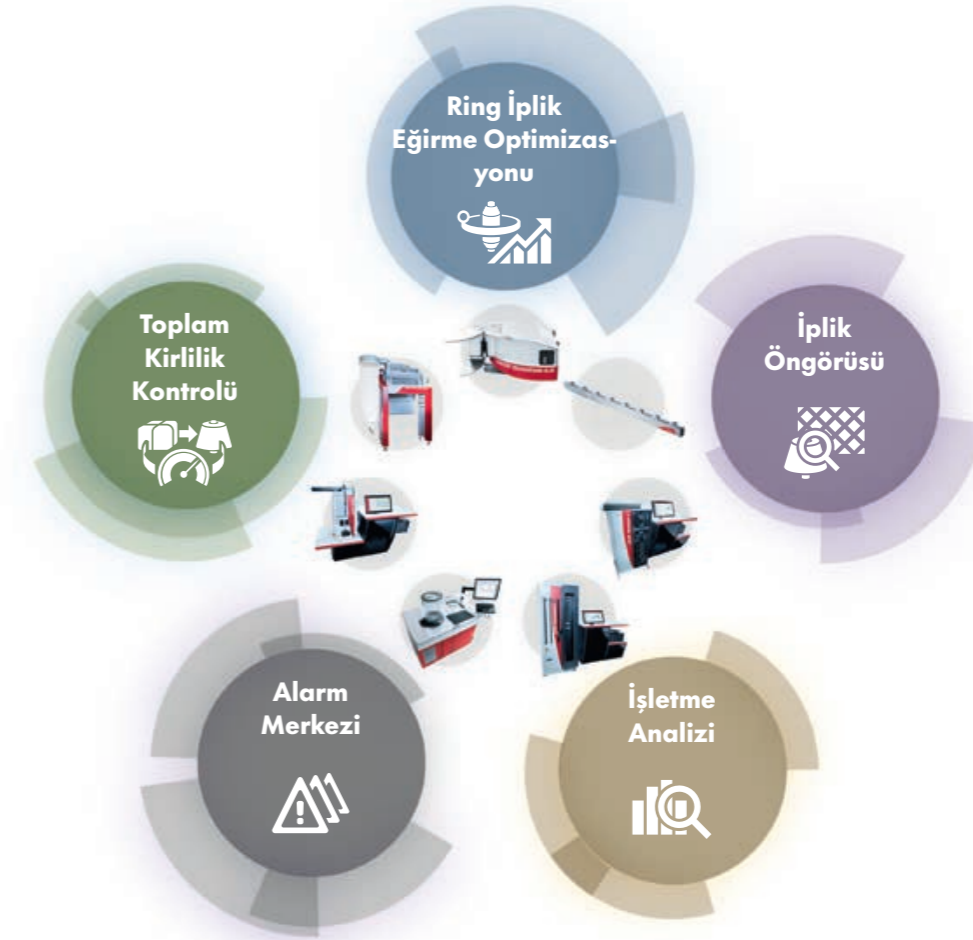 Ring İplik
Eğirme Optimizas-
yonu
Toplam
Kirlilik
Kontrolü
İplik
Öngörüsü
Alarm
Merkezi
İşletme
Analizi